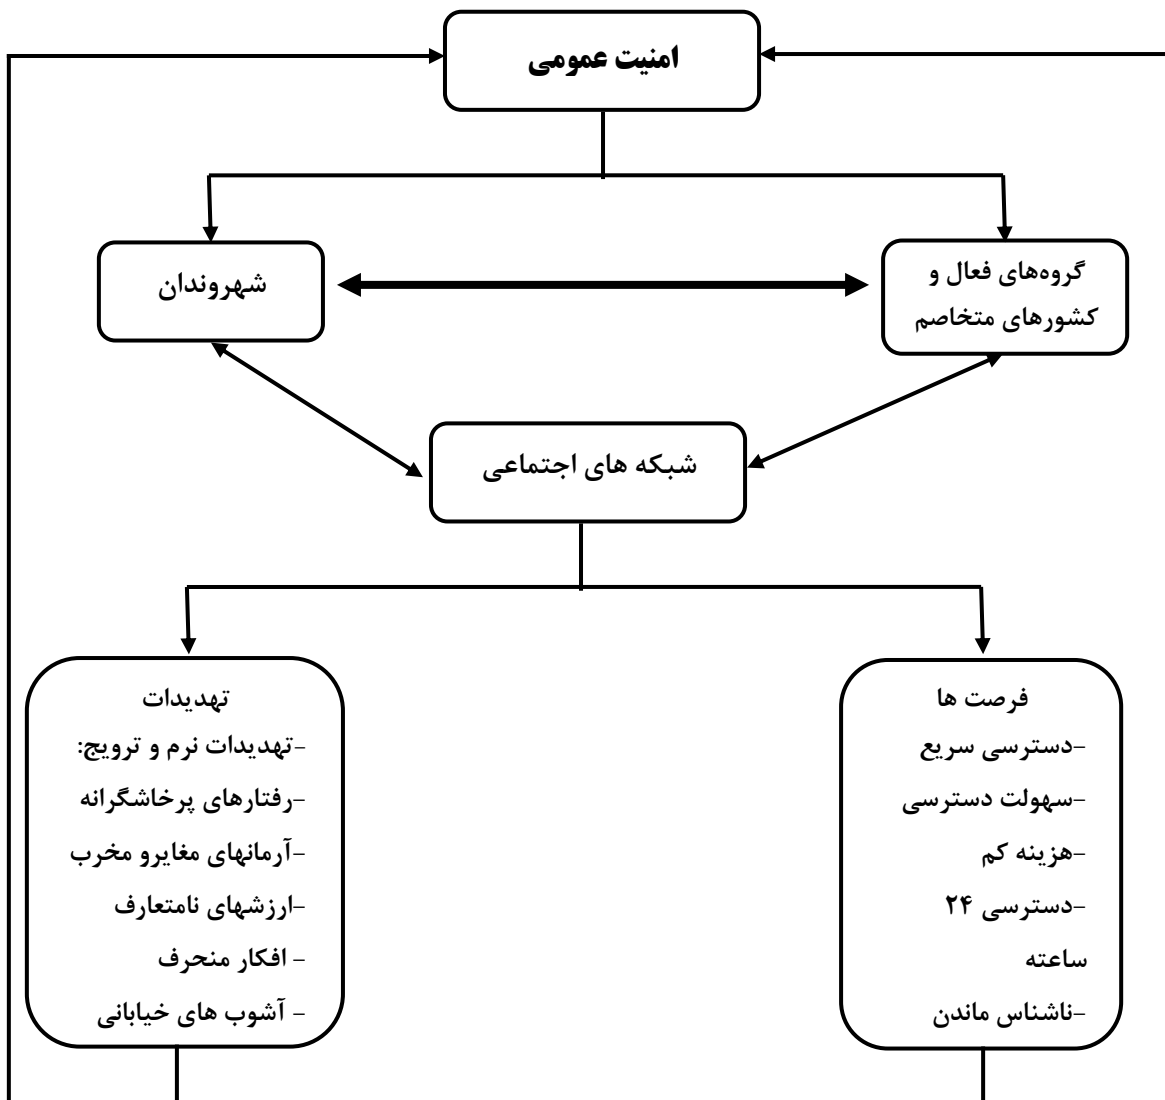 امنیت عمومی
گروه‌های فعال و
کشورهای متخاصم
شهروندان
شبکه های اجتماعی
فرصت ها
-دسترسی سریع
-سهولت دسترسی
-هزینه کم
-دسترسی ۲۴
ساعته
-ناشناس ماندن
تهدیدات
-تهدیدات نرم و ترویج:
-رفتارهای پرخاشگرانه
-آرمانهای مغایرو مخرب
-ارزشهای نامتعارف
- افکار منحرف
- آشوب های خیابانی